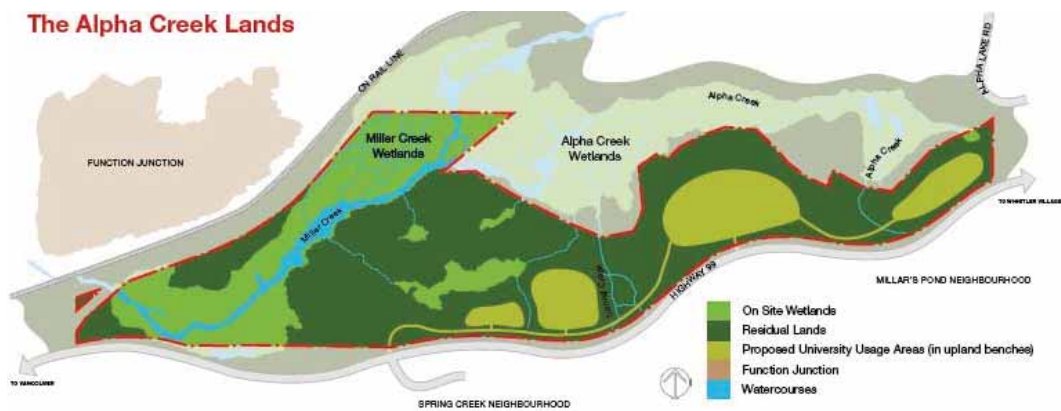 The Alpha Creek Lands
CN RAIL LINE
ALPHA LAKE RD
Alpha Creek
Miller Creek
Wetlands
Alpha Creek
Wetlands
FUNCTION JUNCTION
Alpha Creek
Miller Creek
TO WHISTLER VILLAGE
HIGHWAY 99
MILLAR'S POND NEIGHBOURHOOD
On Site Wetlands
Residual Lands
Proposed University Usage Areas (in upland benches)
Function Junction
Watercourses
TO VANCOUVER
SPRING CREEK NEIGHBOURHOOD